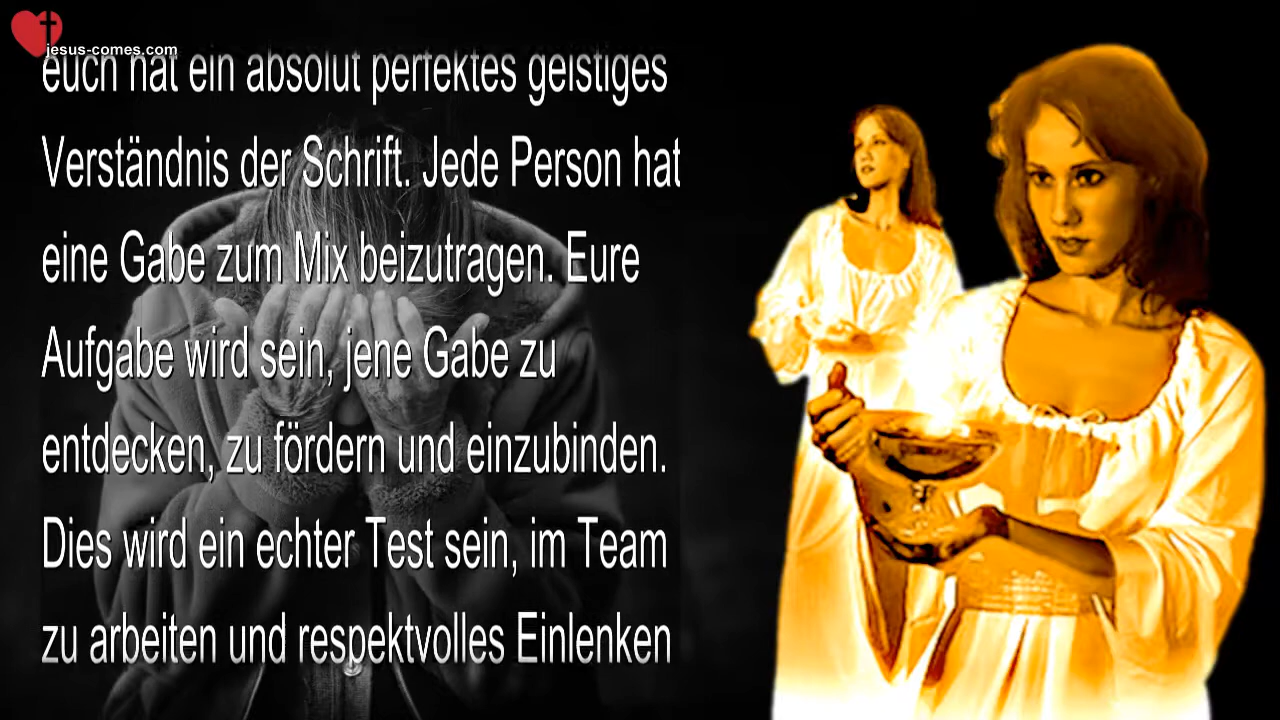 jesus-comes.com
euch hat ein absolut perfektes geistiges
Verständnis der Schrift. Jede Person hat
eine Gabe zum Mix beizutragen. Eure
Aufgabe wird sein, jene Gabe zu
entdecken, zu fördern und einzubinden.
Dies wird ein echter Test sein, im Team
zu arbeiten und respektvolles Einlenken